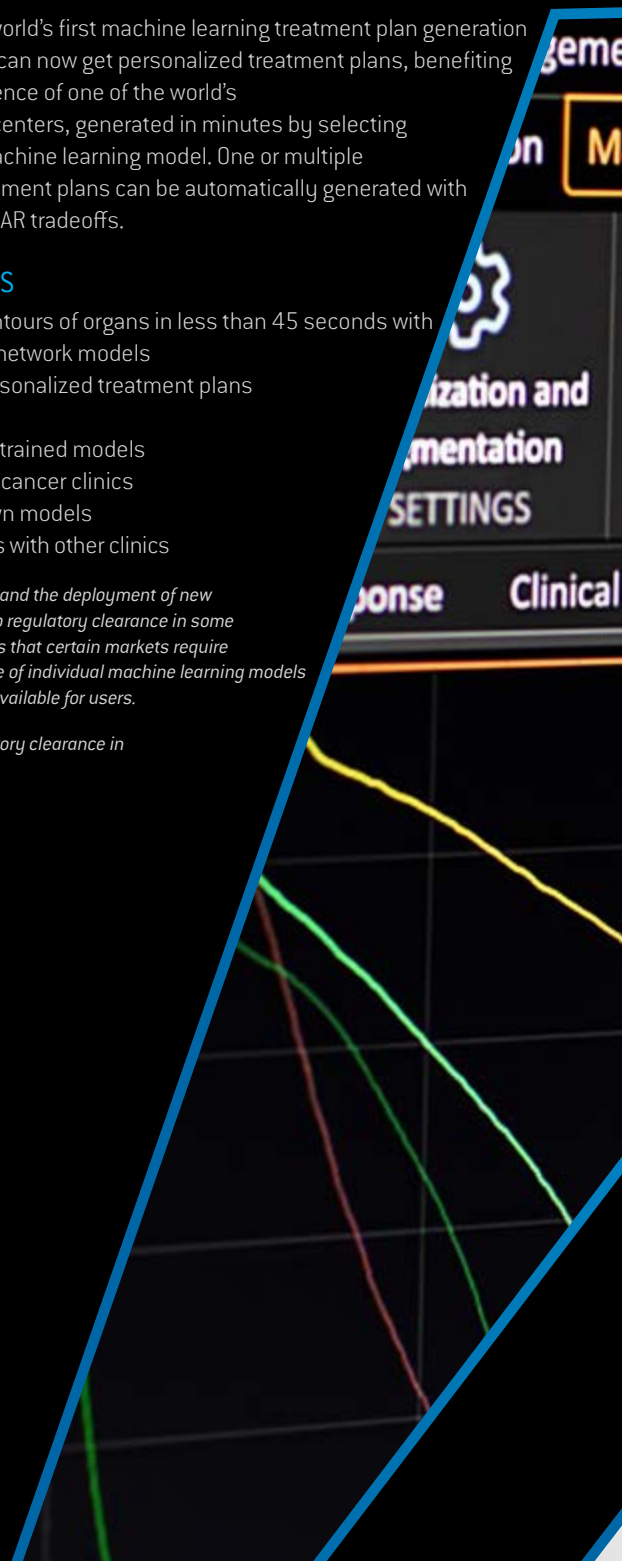 world's first machine learning treatment plan generation
can now get personalized treatment plans, benefiting
ence of one of the world's
centers, generated in minutes by selecting
achine learning model. One or multiple
ment plans can be automatically generated with
AR tradeoffs.
S
ntours of organs in less than 45 seconds with
network models
sonalized treatment plans
trained models
cancer clinics
n models
s with other clinics
and the deployment of new
o regulatory clearance in some
s that certain markets require
e of individual machine learning models
vailable for users.
ory clearance in
geme
on M
ization and
mentation
SETTINGS
ponse Clinical